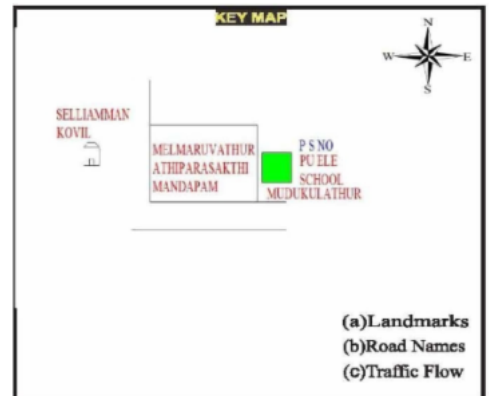 KEY MAP
N
W
E
S
SELLIAMMAN
KOVIL
MELMARUVATHUR
ATHIPARASAKTHI
MANDAPAM
P S NO
PU ELE
SCHOOL
MUDUKULATHUR
(a)Landmarks
(b)Road Names
(c)Traffic Flow